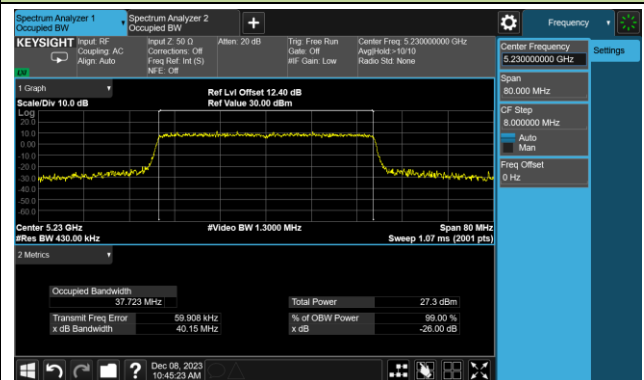 Spectrum Analyzer 1
Occupied BW
Spectrum Analyzer 2
Occupied BW
+
Frequency
KEYSIGHT
Input: RF
Coupling: AC
Align: Auto
Input Z: 50 Ω
Corrections: Off
Freq Ref: Int (S)
NFE: Off
Atten: 20 dB
Trig: Free Run
Gate: Off
#IF Gain: Low
Center Freq: 5.230000000 GHz
Avg|Hold:>10/10
Radio Std: None
Center Frequency
5.230000000 GHz
Settings
Span
80.000 MHz
CF Step
8.000000 MHz
Auto
Man
Freq Offset
0 Hz
1 Graph
Scale/Div 10.0 dB
Ref Lvl Offset 12.40 dB
Ref Value 30.00 dBm
Log
20.0
10.0
0.00
-10.0
-20.0
-30.0
-40.0
-50.0
-60.0
Center 5.23 GHz
#Res BW 430.00 kHz
#Video BW 1.3000 MHz
Span 80 MHz
Sweep 1.07 ms (2001 pts)
2 Metrics
Occupied Bandwidth
37.723 MHz
Total Power 27.3 dBm
Transmit Freq Error 59.908 kHz
% of OBW Power 99.00 %
x dB Bandwidth 40.15 MHz
x dB -26.00 dB
?
Dec 08, 2023
10:45:23 AM